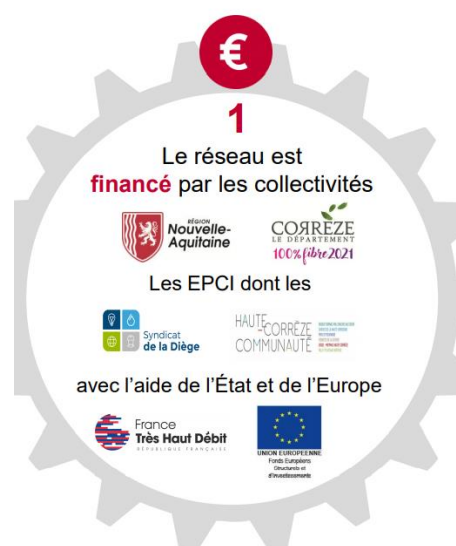 €
1
Le réseau est
financé par les collectivités
RÉGION
Nouvelle-
Aquitaine
CORRÈZE
LE DÉPARTEMENT
100% fibre 2021
Les EPCI dont les
Syndicat
de la Diège
HAUTE
-CORRÈZE
COMMUNAUTÉ
avec l'aide de l'État et de l'Europe
France
Très Haut Débit
RÉPUBLIQUE FRANÇAISE
UNION EUROPEENNE
Fonds Européens
Structurels et
d'Investissements